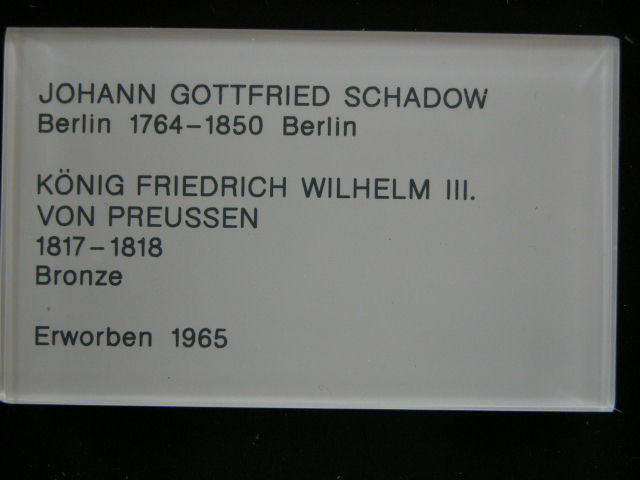 JOHANN GOTTFRIED SCHADOW
Berlin 1764–1850 Berlin
KÖNIG FRIEDRICH WILHELM III.
VON PREUSSEN
1817–1818
Bronze
Erworben 1965